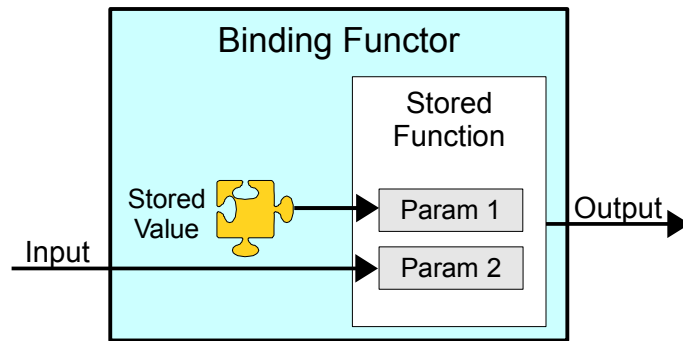 Binding Functor
Stored
Function
Stored
Value
Param 1
Param 2
Input
Output